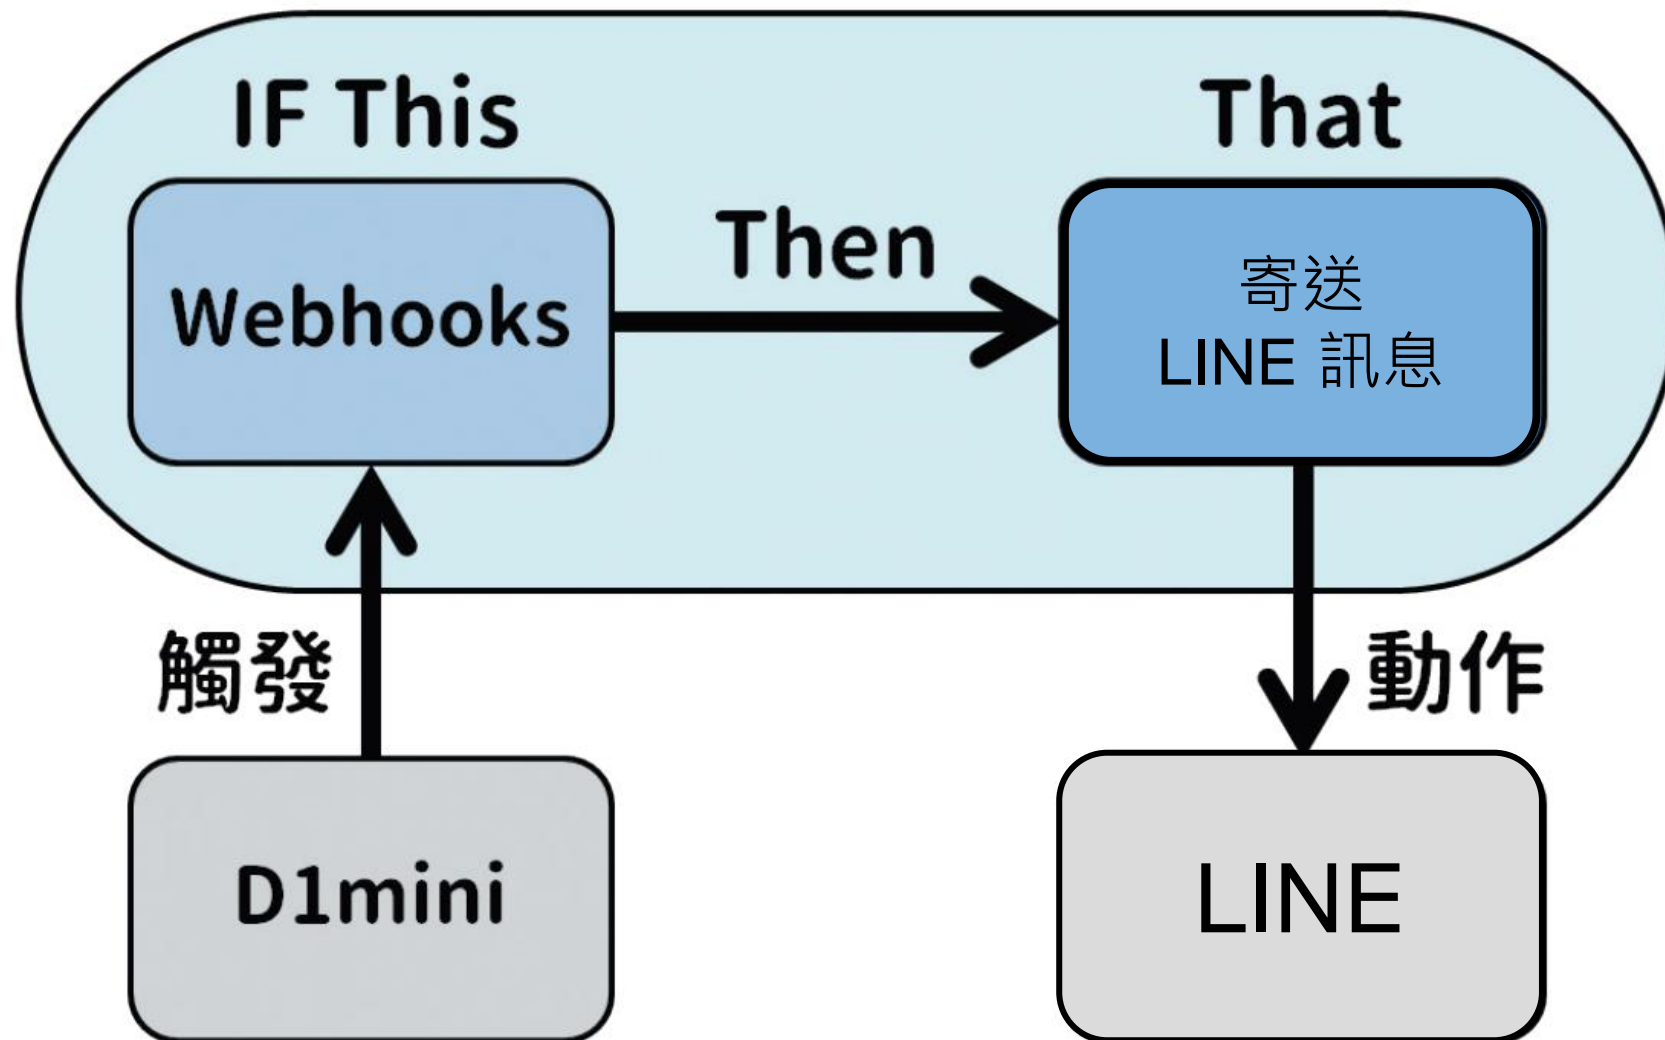 IF This
That
Then
Webhooks
寄送
LINE 訊息
觸發
動作
D1mini
LINE